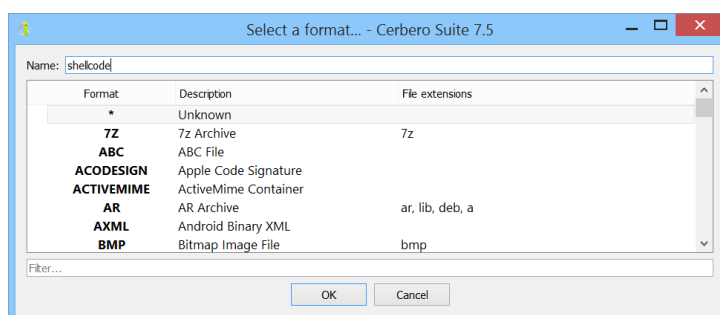 Select a format... - Cerbero Suite 7.5
Name: shellcode
Format Description File extensions
* Unknown
7Z 7z Archive 7z
ABC ABC File
ACODESIGN Apple Code Signature
ACTIVEMIME ActiveMime Container
AR AR Archive ar, lib, deb, a
AXML Android Binary XML
BMP Bitmap Image File bmp
Filter...
OK Cancel